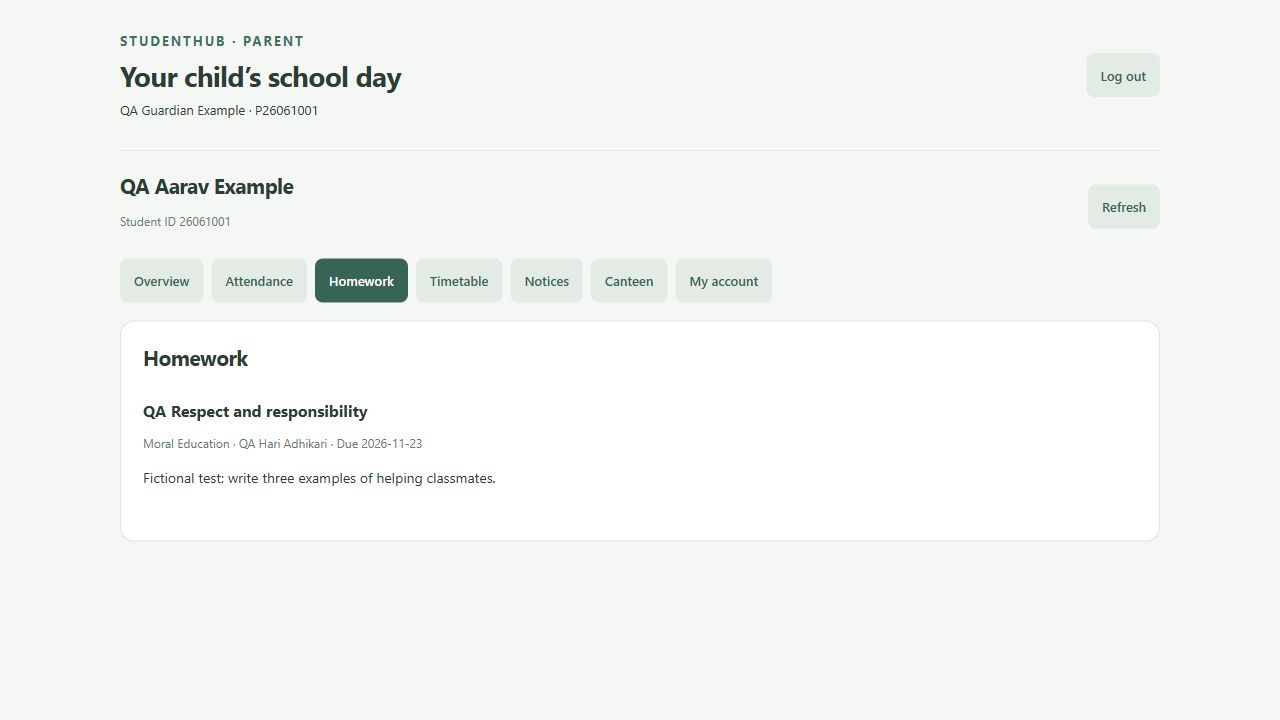 STUDENTHUB · PARENT
Your child’s school day
QA Guardian Example · P26061001
Log out
QA Aarav Example
Student ID 26061001
Refresh
Overview
Attendance
Homework
Timetable
Notices
Canteen
My account
Homework
QA Respect and responsibility
Moral Education · QA Hari Adhikari · Due 2026-11-23
Fictional test: write three examples of helping classmates.